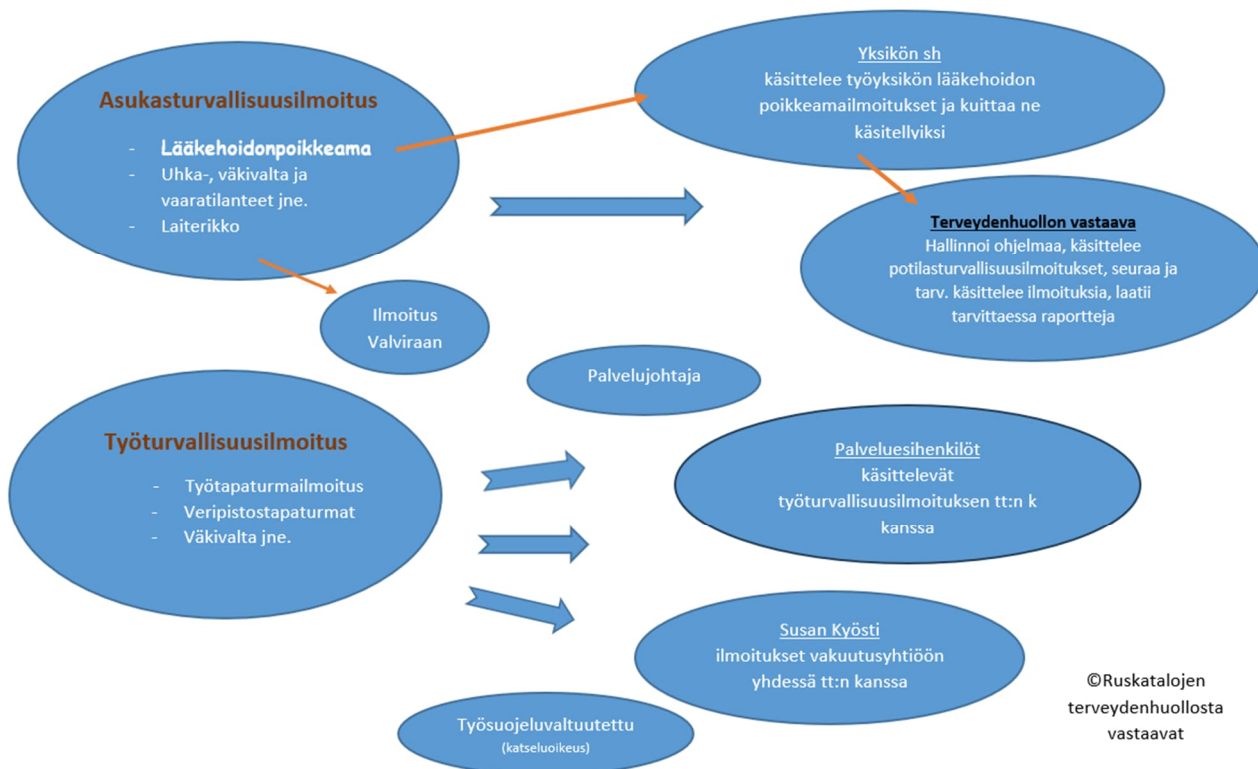 Asukasturvallisuusilmoitus
- Lääkehoidonpoikkeama
- Uhka-, väkivalta ja
vaaratilanteet jne.
- Laiterikko
Yksikön sh
käsittelee työyksikön lääkehoidon
poikkeamailmoitukset ja kuittaa ne
käsitellyiksi
Terveydenhuollon vastaava
Hallinnoi ohjelmaa, käsittelee
potilasturvallisuusilmoitukset, seuraa ja
tarv. käsittelee ilmoituksia, laatii
tarvittaessa raportteja
Ilmoitus
Valviraan
Palvelujohtaja
Työturvallisuusilmoitus
- Työtapaturmailmoitus
- Veripistostapaturmat
- Väkivalta jne.
Palveluesihenkilöt
käsittelevät
työturvallisuusilmoituksen tt:n k
kanssa
Susan Kyösti
ilmoitukset vakuutusyhtiöön
yhdessä tt:n kanssa
Työsuojeluvaltuutettu
(katseluoikeus)
©Ruskatalojen
terveydenhuollosta
vastaavat